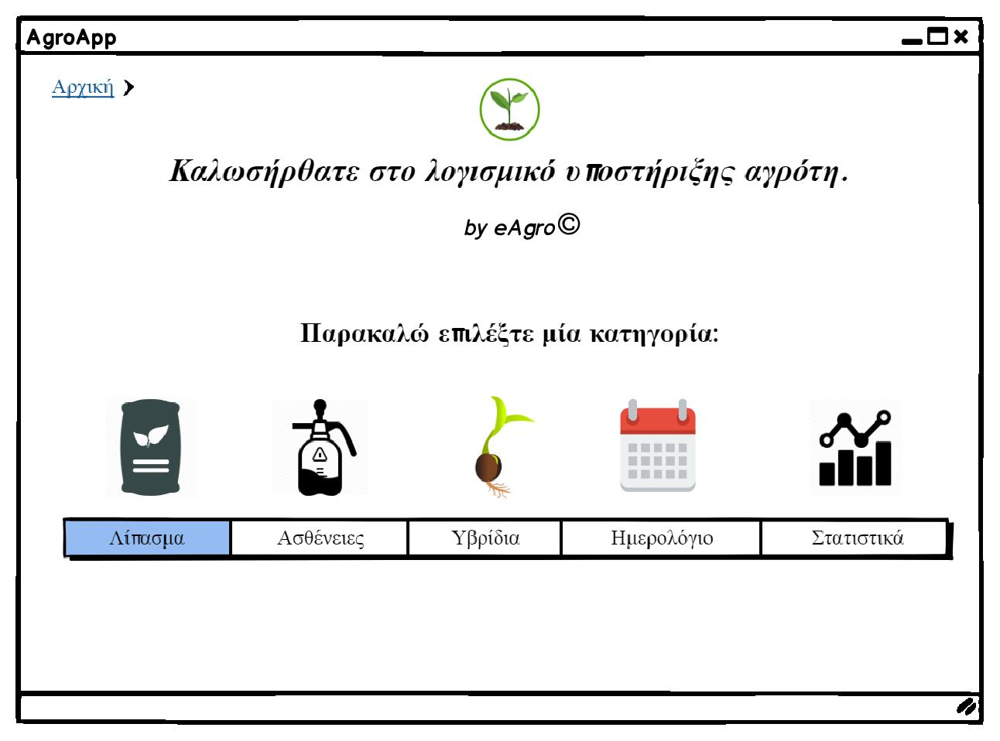 AgroApp
Αρχική
Καλωσήρθατε στο λογισμικό υποστήριξης αγρότη.
by eAgro©
Παρακαλώ επιλέξτε μία κατηγορία:
Λίπασμα Ασθένειες Υβρίδια Ημερολόγιο Στατιστικά